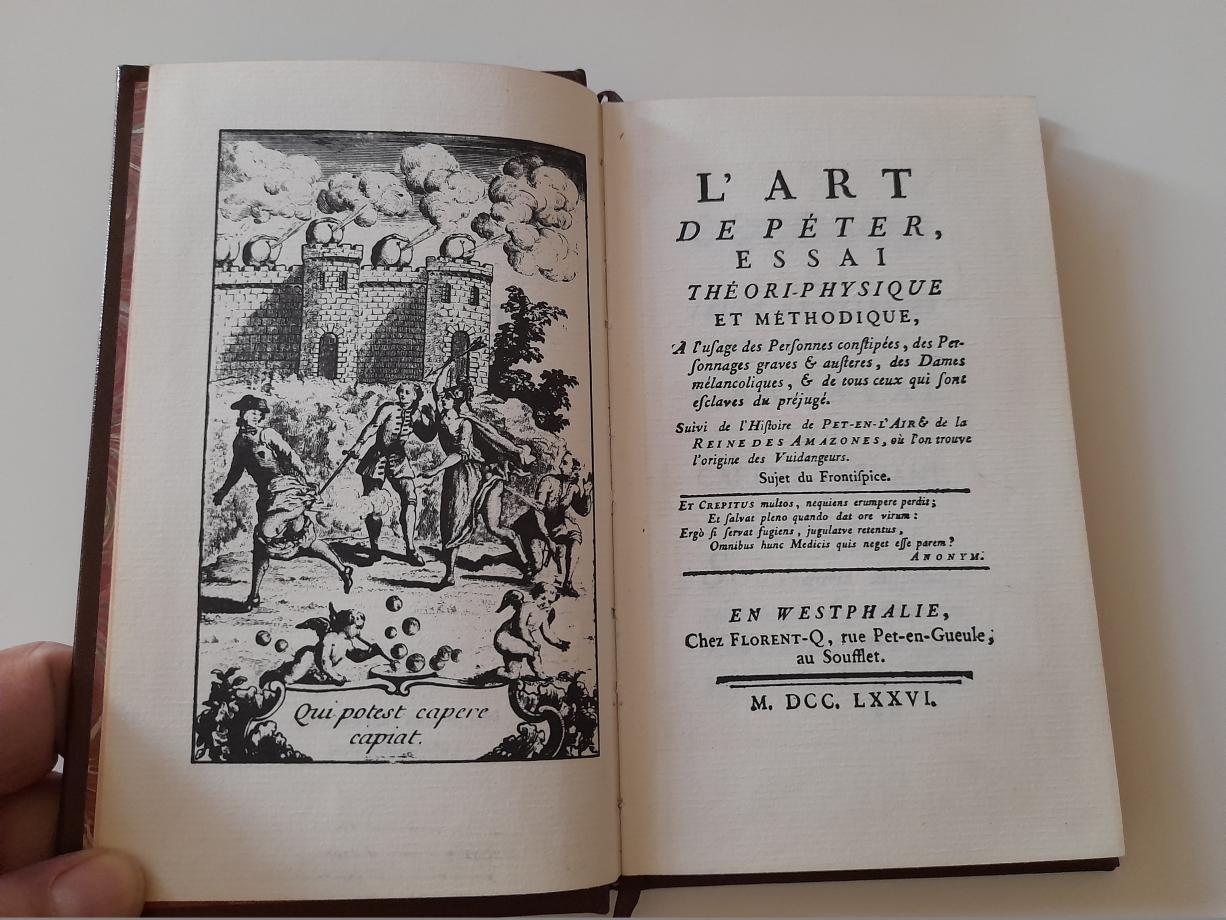 Qui potest capere
capiat.
L'ART
DE PÉTER,
ESSAI
THÉORI-PHYSIQUE
ET MÉTHODIQUE,
A l'uſage des Perſonnes conſtipées, des Per-
ſonnages graves & auſteres, des Dames
mélancoliques, & de tous ceux qui ſont
eſclaves du préjugé.
Suivi de l'Hiſtoire de PET-EN-L'AIR & de la
REINE DES AMAZONES, où l'on trouve
l'origine des Vuidangeurs.
Sujet du Frontiſpice.
ET CREPITUS multos, nequiens erumpere perdit;
Et ſalvat pleno quando dat ore virum:
Ergò ſi ſervat fugiens, jugulatve retentus,
Omnibus hunc Medicis quis neget eſſe parem?
ANONYM.
EN WESTPHALIE,
Chez FLORENT-Q, rue Pet-en-Gueule;
au Soufflet.
M. DCC. LXXVI.